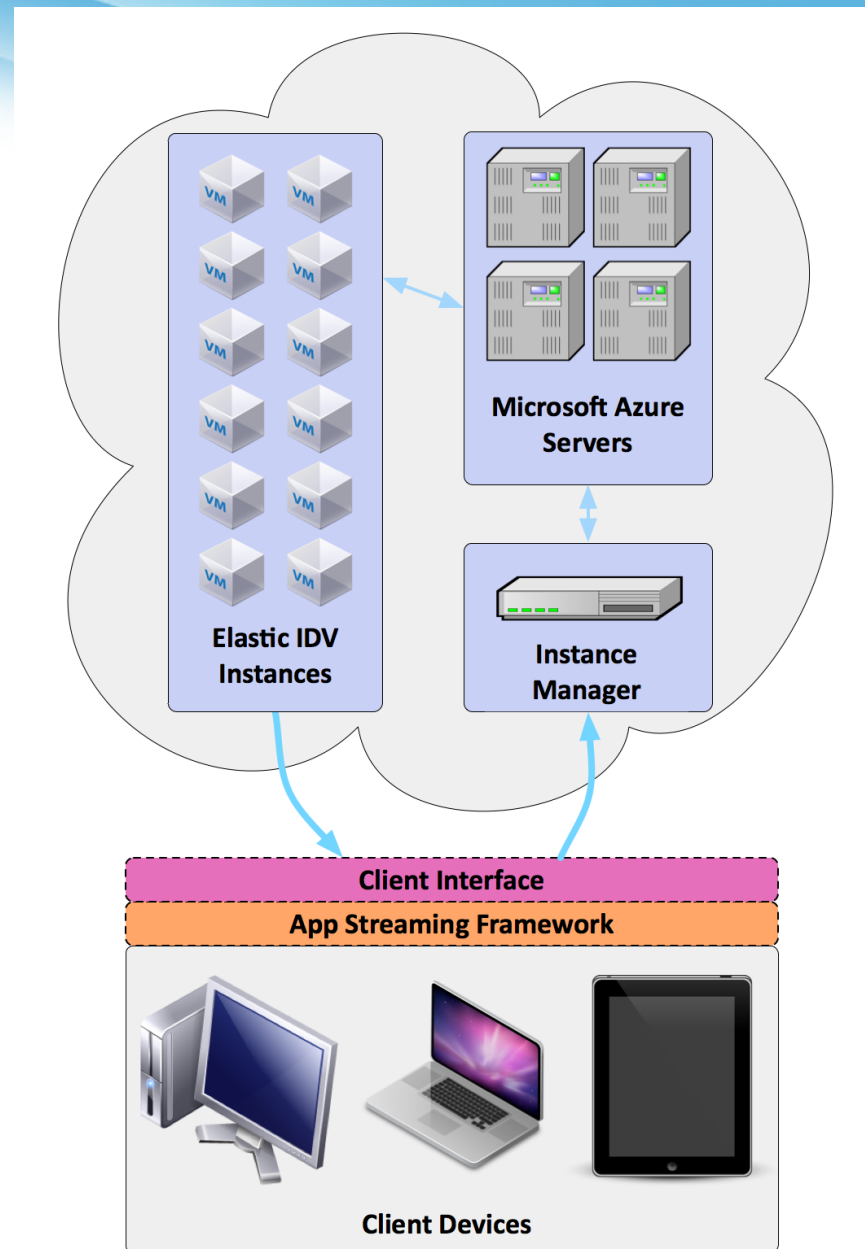 VM VM
VM VM
VM VM
VM VM
VM VM
VM VM
Elastic IDV
Instances
Microsoft Azure
Servers
Instance
Manager
Client Interface
App Streaming Framework
Client Devices